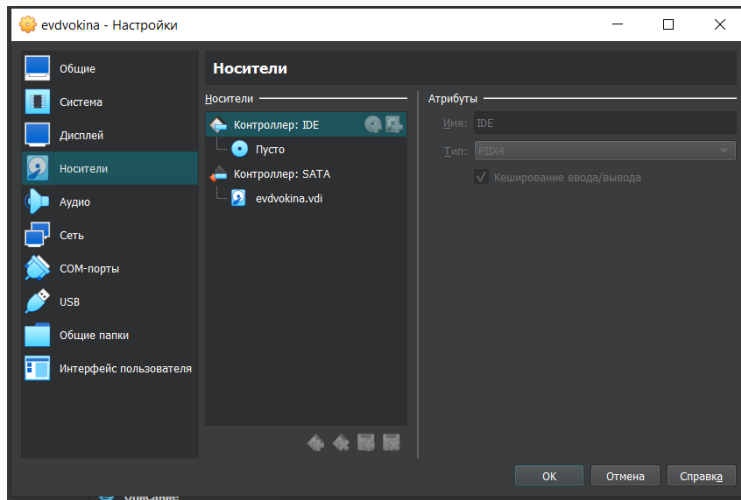 evdvokina - Настройки
Общие
Система
Дисплей
Носители
Аудио
Сеть
COM-порты
USB
Общие папки
Интерфейс пользователя
Носители
Носители
Контроллер: IDE
Пусто
Контроллер: SATA
evdvokina.vdi
Атрибуты
Имя: IDE
Тип: PIIX4
Кеширование ввода/вывода
OK Отмена Справка
Описание